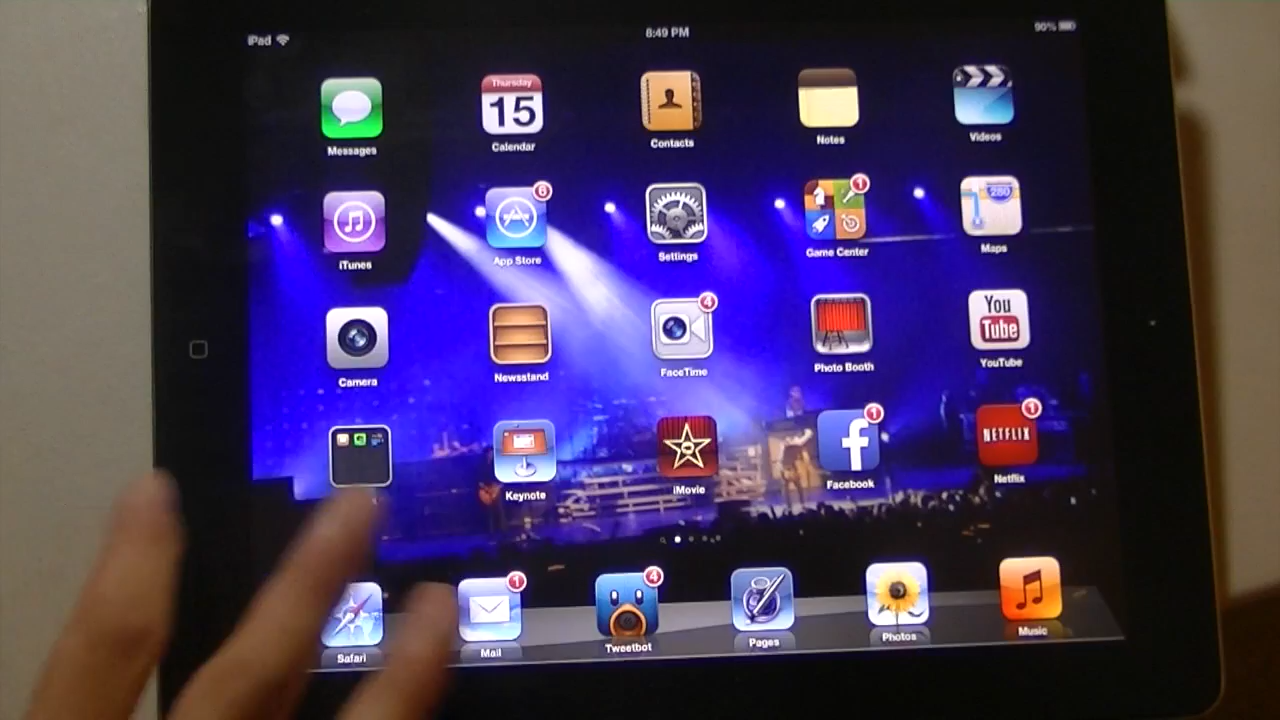 iPad 8:49 PM 90%
Thursday
15
Messages Calendar Contacts Notes Videos
6 1 280
iTunes App Store Settings Game Center Maps
4 You Tube
Camera Newsstand FaceTime Photo Booth YouTube
1 NETFLIX 1
Keynote iMovie Facebook Netflix
1 4
Safari Mail Tweetbot Pages Photos Music